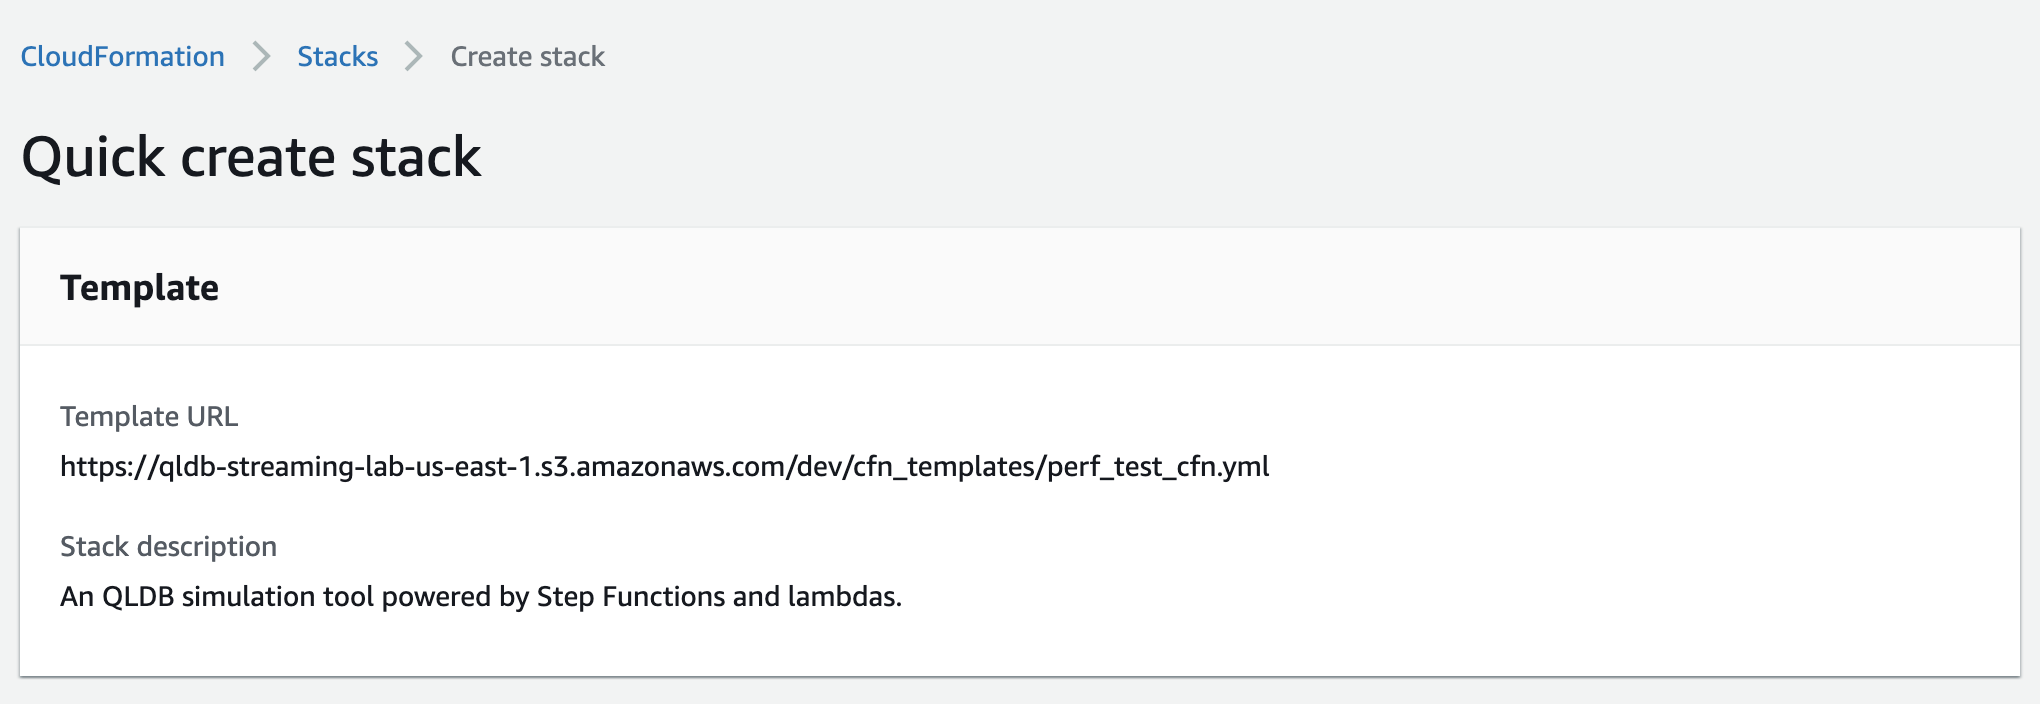 CloudFormation > Stacks > Create stack
Quick create stack
Template
Template URL
https://qldb-streaming-lab-us-east-1.s3.amazonaws.com/dev/cfn_templates/perf_test_cfn.yml
Stack description
An QLDB simulation tool powered by Step Functions and lambdas.